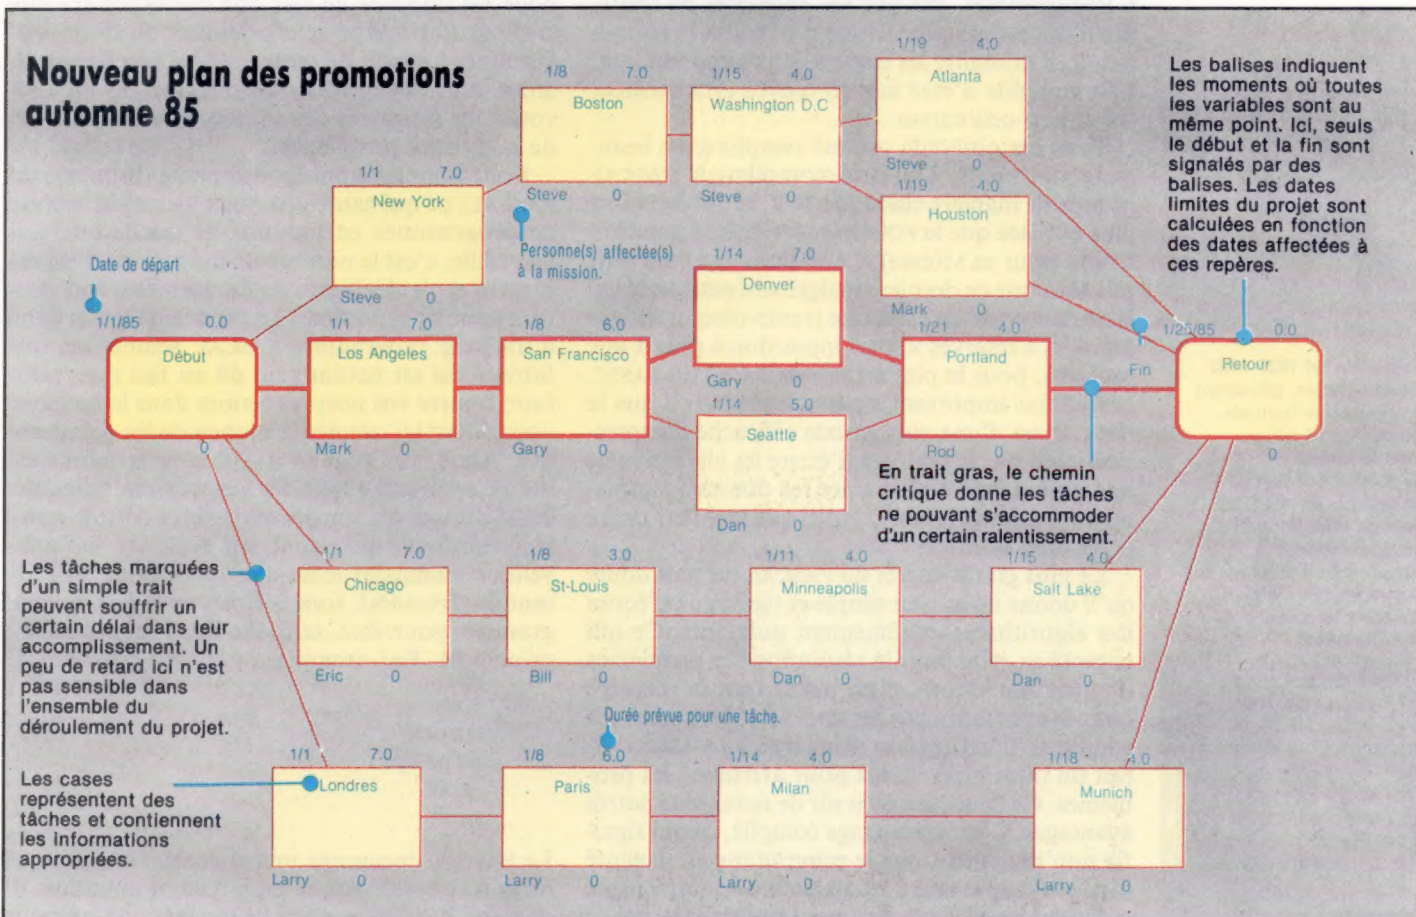 Nouveau plan des promotions
automne 85
1/8 7.0
Boston
Steve 0
1/15 4.0
Washington D.C
Steve 0
1/19 4.0
Atlanta
Steve 0
1/19 4.0
Houston
Mark 0
1/1 7.0
New York
Steve 0
Personne(s) affectée(s)
à la mission.
1/14 7.0
Denver
Gary 0
Les balises indiquent
les moments où toutes
les variables sont au
même point. Ici, seuls
le début et la fin sont
signalés par des
balises. Les dates
limites du projet sont
calculées en fonction
des dates affectées à
ces repères.
Date de départ
1/1/85 0.0
Début
0
1/1 7.0
Los Angeles
Mark 0
1/8 6.0
San Francisco
Gary 0
1/14 5.0
Seattle
Dan 0
1/21 4.0
Portland
Rod 0
Fin
1/25/85 0.0
Retour
0
En trait gras, le chemin
critique donne les tâches
ne pouvant s'accommoder
d'un certain ralentissement.
Les tâches marquées
d'un simple trait
peuvent souffrir un
certain délai dans leur
accomplissement. Un
peu de retard ici n'est
pas sensible dans
l'ensemble du
déroulement du projet.
1/1 7.0
Chicago
Eric 0
1/8 3.0
St-Louis
Bill 0
1/11 4.0
Minneapolis
Dan 0
1/15 4.0
Salt Lake
Dan 0
Durée prévue pour une tâche.
Les cases
représentent des
tâches et contiennent
les informations
appropriées.
1/1 7.0
Londres
Larry 0
1/8 6.0
Paris
Larry 0
1/14 4.0
Milan
Larry 0
1/18 4.0
Munich
Larry 0